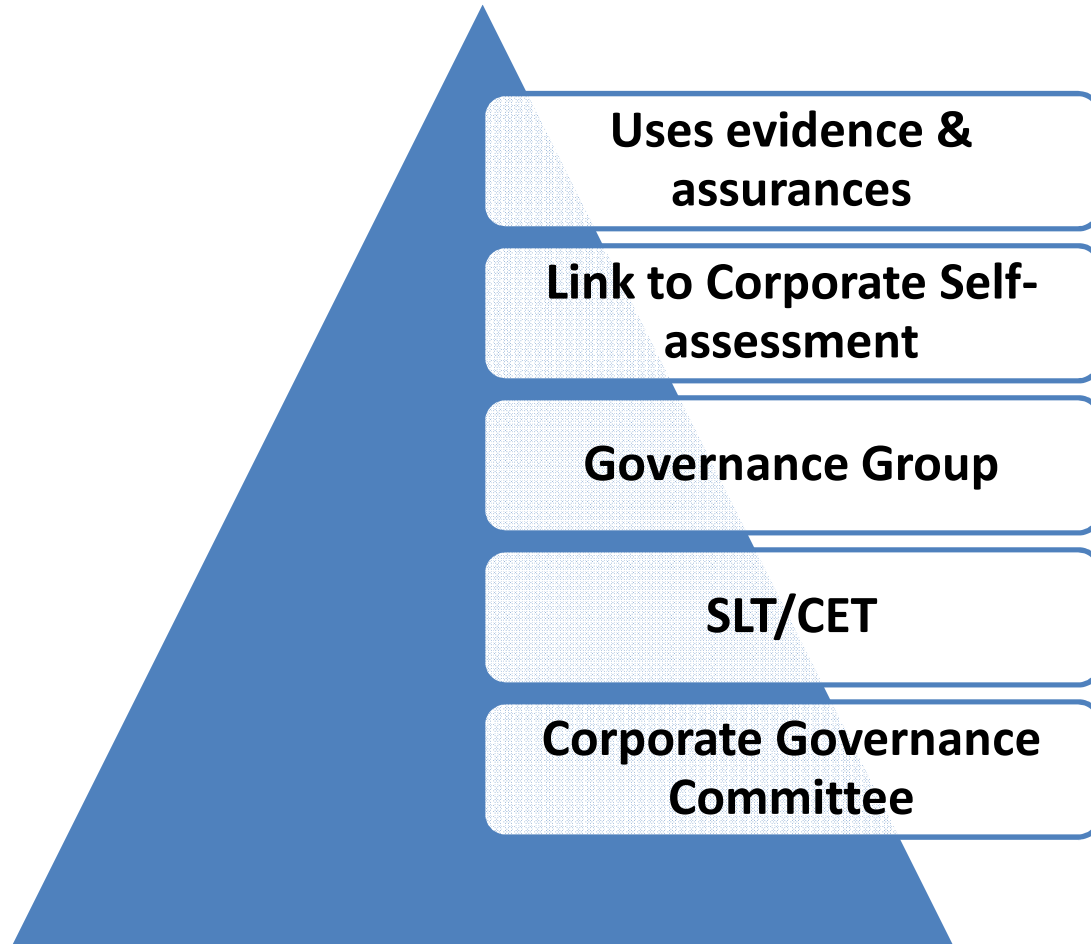 Uses evidence &
assurances
Link to Corporate Self-
assessment
Governance Group
SLT/CET
Corporate Governance
Committee